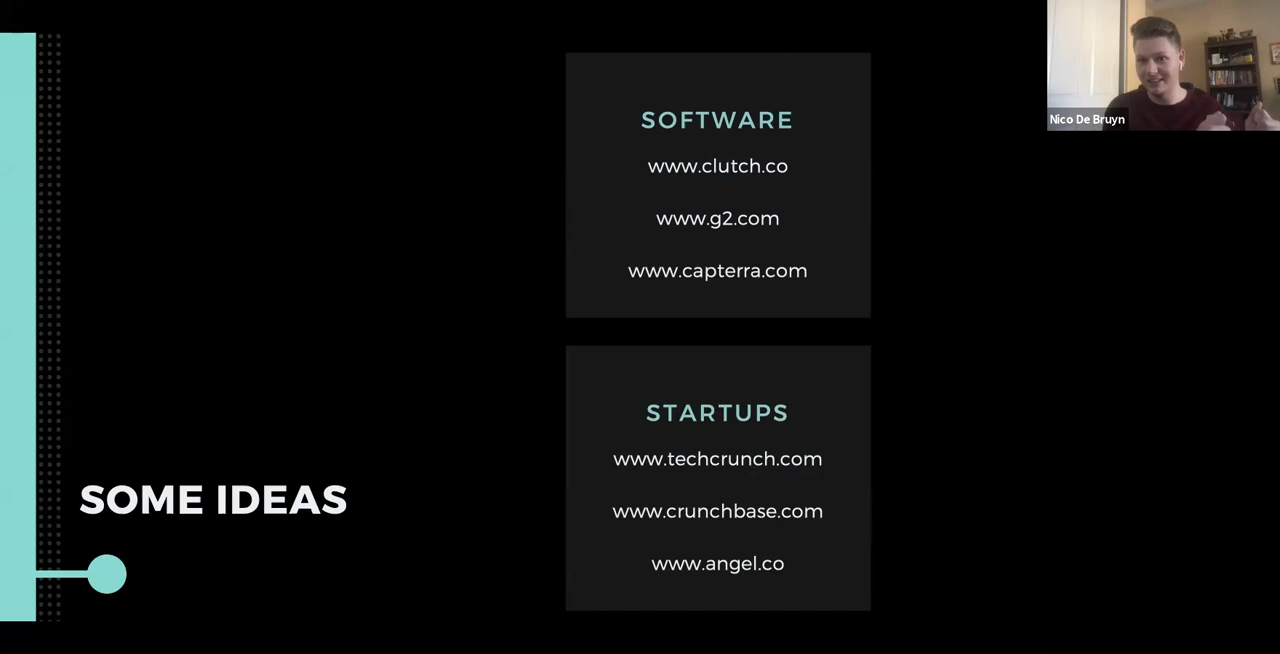 SOFTWARE
www.clutch.co
www.g2.com
www.capterra.com
STARTUPS
www.techcrunch.com
www.crunchbase.com
www.angel.co
SOME IDEAS
Nico De Bruyn